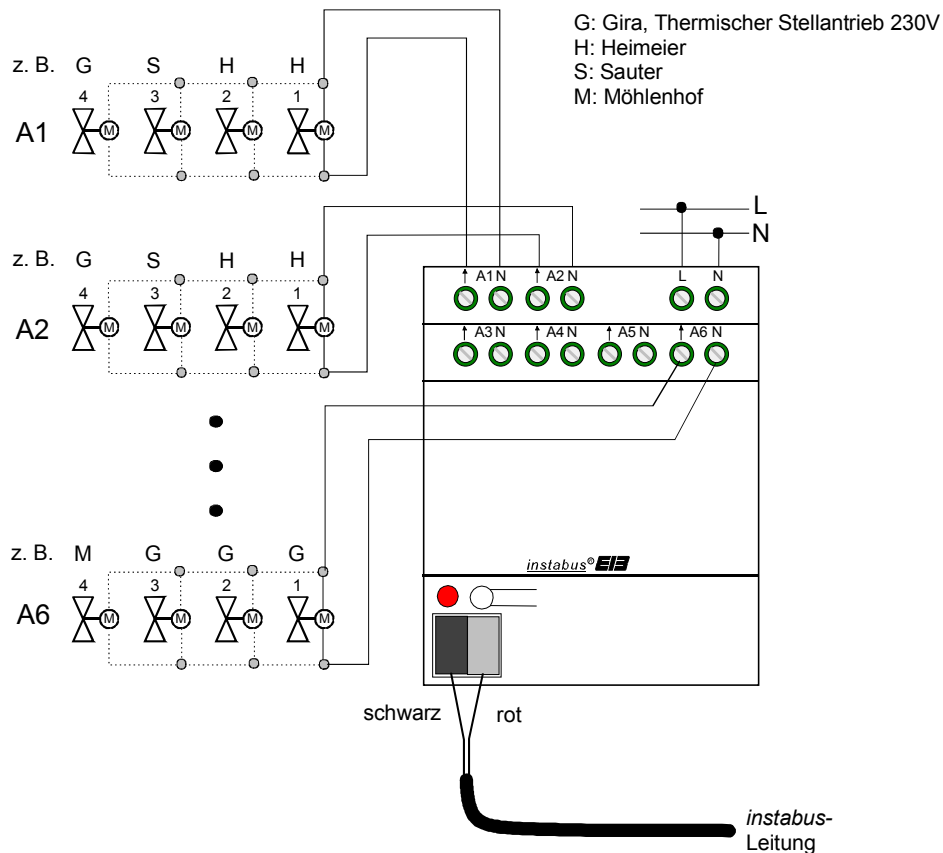 G: Gira, Thermischer Stellantrieb 230V
H: Heimeier
S: Sauter
M: Möhlenhof
z. B. G S H H
4 3 2 1
A1 M M M M
L
N
z. B. G S H H
4 3 2 1
A2 M M M M
↑ A1 N ↑ A2 N L N
↑ A3 N ↑ A4 N ↑ A5 N ↑ A6 N
z. B. M G G G
4 3 2 1
A6 M M M M
instabus® EIB
schwarz rot
instabus-
Leitung